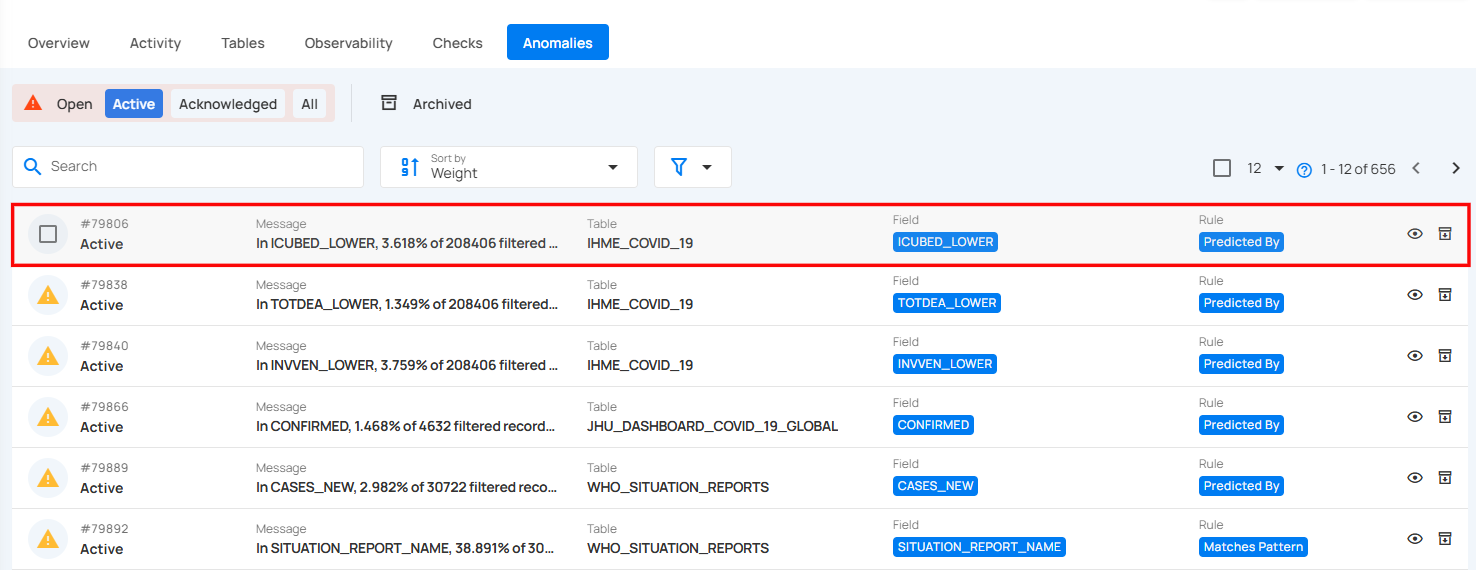 Overview Activity Tables Observability Checks Anomalies
Open Active Acknowledged All Archived
Search Sort by Weight 12 1 - 12 of 656
#79806 Message Table Field Rule
Active In ICUBED_LOWER, 3.618% of 208406 filtered ... IHME_COVID_19 ICUBED_LOWER Predicted By
#79838 Message Table Field Rule
Active In TOTDEA_LOWER, 1.349% of 208406 filtered... IHME_COVID_19 TOTDEA_LOWER Predicted By
#79840 Message Table Field Rule
Active In INVVEN_LOWER, 3.759% of 208406 filtered ... IHME_COVID_19 INVVEN_LOWER Predicted By
#79866 Message Table Field Rule
Active In CONFIRMED, 1.468% of 4632 filtered record... JHU_DASHBOARD_COVID_19_GLOBAL CONFIRMED Predicted By
#79889 Message Table Field Rule
Active In CASES_NEW, 2.982% of 30722 filtered reco... WHO_SITUATION_REPORTS CASES_NEW Predicted By
#79892 Message Table Field Rule
Active In SITUATION_REPORT_NAME, 38.891% of 30... WHO_SITUATION_REPORTS SITUATION_REPORT_NAME Matches Pattern